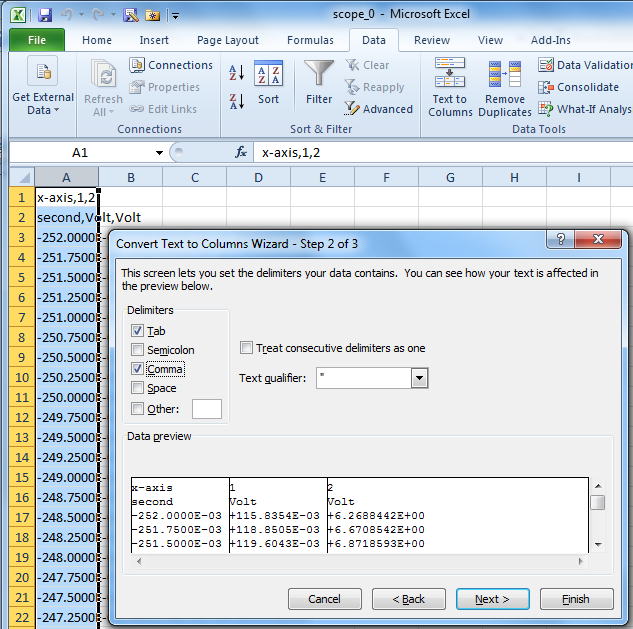 scope_0 - Microsoft Excel
File Home Insert Page Layout Formulas Data Review View Add-Ins
Get External Data
Refresh All
Connections
Properties
Edit Links
Connections
Sort
Filter
Clear
Reapply
Advanced
Sort & Filter
Text to Columns
Remove Duplicates
Data Validation
Consolidate
What-If Analys
Data Tools
A1 fx x-axis,1,2
A B C D E F G H I
1 x-axis,1,2
2 second,Volt,Volt
3 -252.0000
4 -251.7500
5 -251.5000
6 -251.2500
7 -251.0000
8 -250.7500
9 -250.5000
10 -250.2500
11 -250.0000
12 -249.7500
13 -249.5000
14 -249.2500
15 -249.0000
16 -248.7500
17 -248.5000
18 -248.2500
19 -248.0000
20 -247.7500
21 -247.5000
22 -247.2500
Convert Text to Columns Wizard - Step 2 of 3
This screen lets you set the delimiters your data contains. You can see how your text is affected in
the preview below.
Delimiters
Tab
Semicolon
Comma
Space
Other:
Treat consecutive delimiters as one
Text qualifier: "
Data preview
x-axis 1 2
second Volt Volt
-252.0000E-03 +115.8354E-03 +6.2688442E+00
-251.7500E-03 +118.8505E-03 +6.6708542E+00
-251.5000E-03 +119.6043E-03 +6.8718593E+00
Cancel < Back Next > Finish